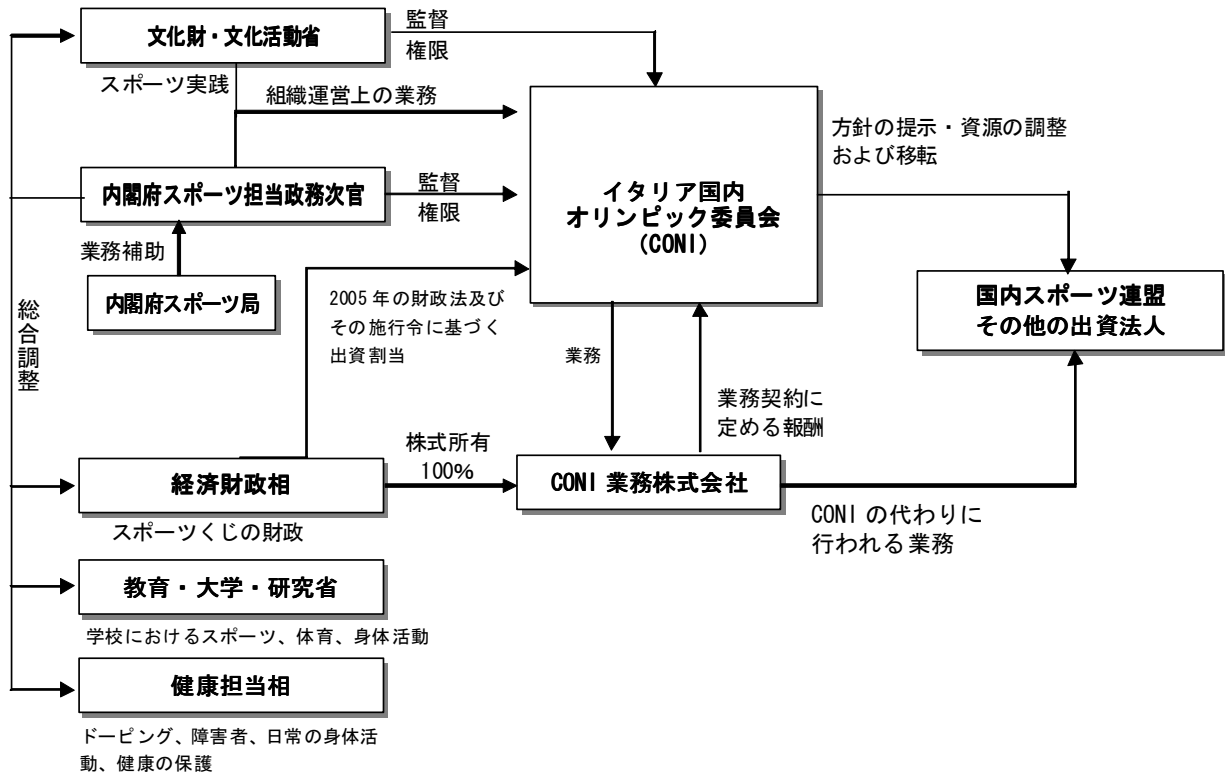 文化財・文化活動省
監督
権限
スポーツ実践
組織運営上の業務
方針の提示・資源の調整
および移転
内閣府スポーツ担当政務次官
監督
権限
イタリア国内
オリンピック委員会
(CONI)
業務補助
内閣府スポーツ局
2005 年の財政法及び
その施行令に基づく
出資割当
国内スポーツ連盟
その他の出資法人
総合調整
業務
業務契約に
定める報酬
経済財政相
株式所有
100%
CONI 業務株式会社
スポーツくじの財政
CONI の代わりに
行われる業務
教育・大学・研究省
学校におけるスポーツ、体育、身体活動
健康担当相
ドーピング、障害者、日常の身体活
動、健康の保護